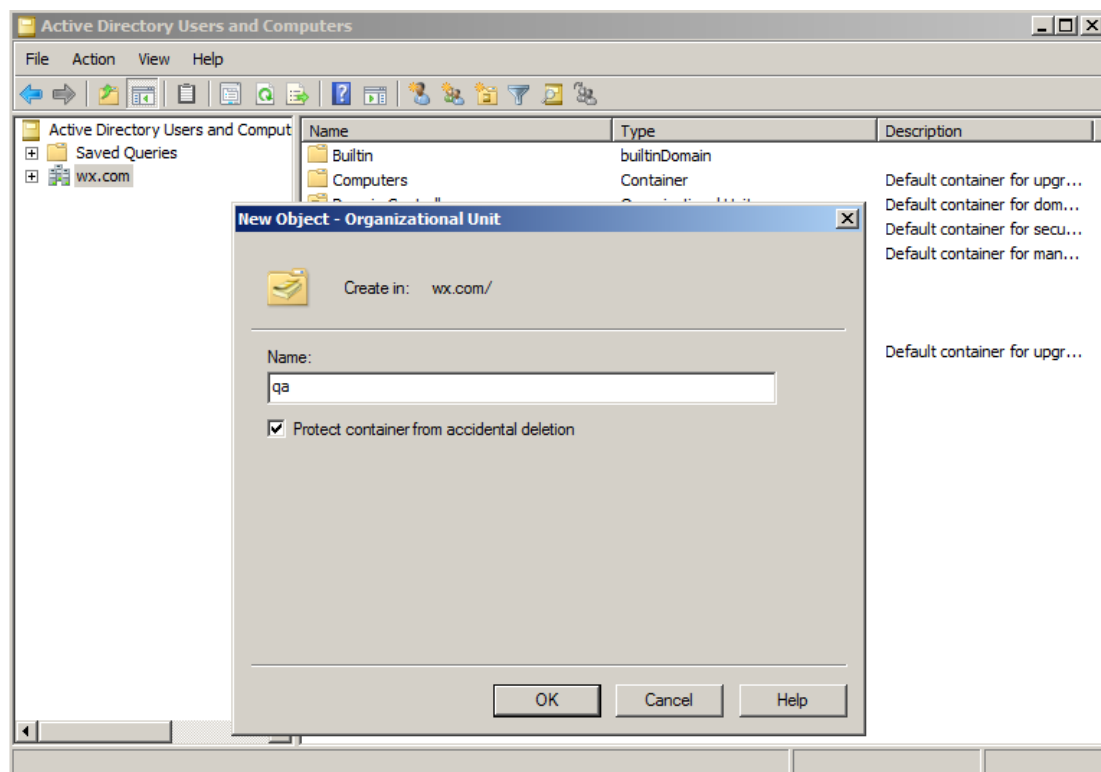 Active Directory Users and Computers
File Action View Help
Active Directory Users and Comput
Saved Queries
wx.com
Name Type Description
Builtin builtinDomain
Computers Container Default container for upgr...
Default container for dom...
Default container for secu...
Default container for man...
Default container for upgr...
New Object - Organizational Unit
Create in: wx.com/
Name:
qa
Protect container from accidental deletion
OK Cancel Help